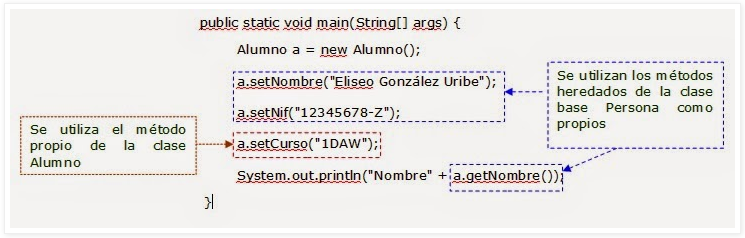 public static void main(String[] args) {
Alumno a = new Alumno();
a.setNombre("Eliseo González Uribe");
a.setNif("12345678-Z");
a.setCurso("1DAW");
System.out.println("Nombre" + a.getNombre());
}
Se utilizan los métodos
heredados de la clase
base Persona como
propios
Se utiliza el método
propio de la clase
Alumno